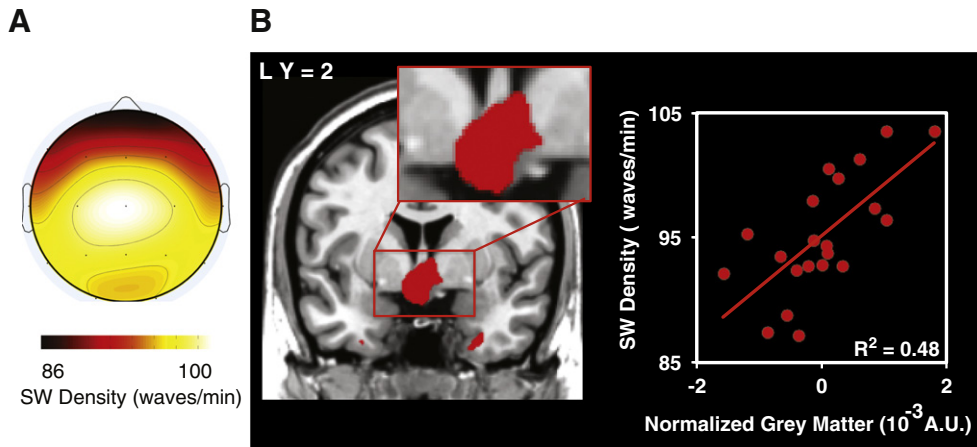 A
B
L Y = 2
86
100
SW Density (waves/min)
SW Density ( waves/min)
105
95
85
R² = 0.48
-2
0
2
Normalized Grey Matter (10⁻³A.U.)